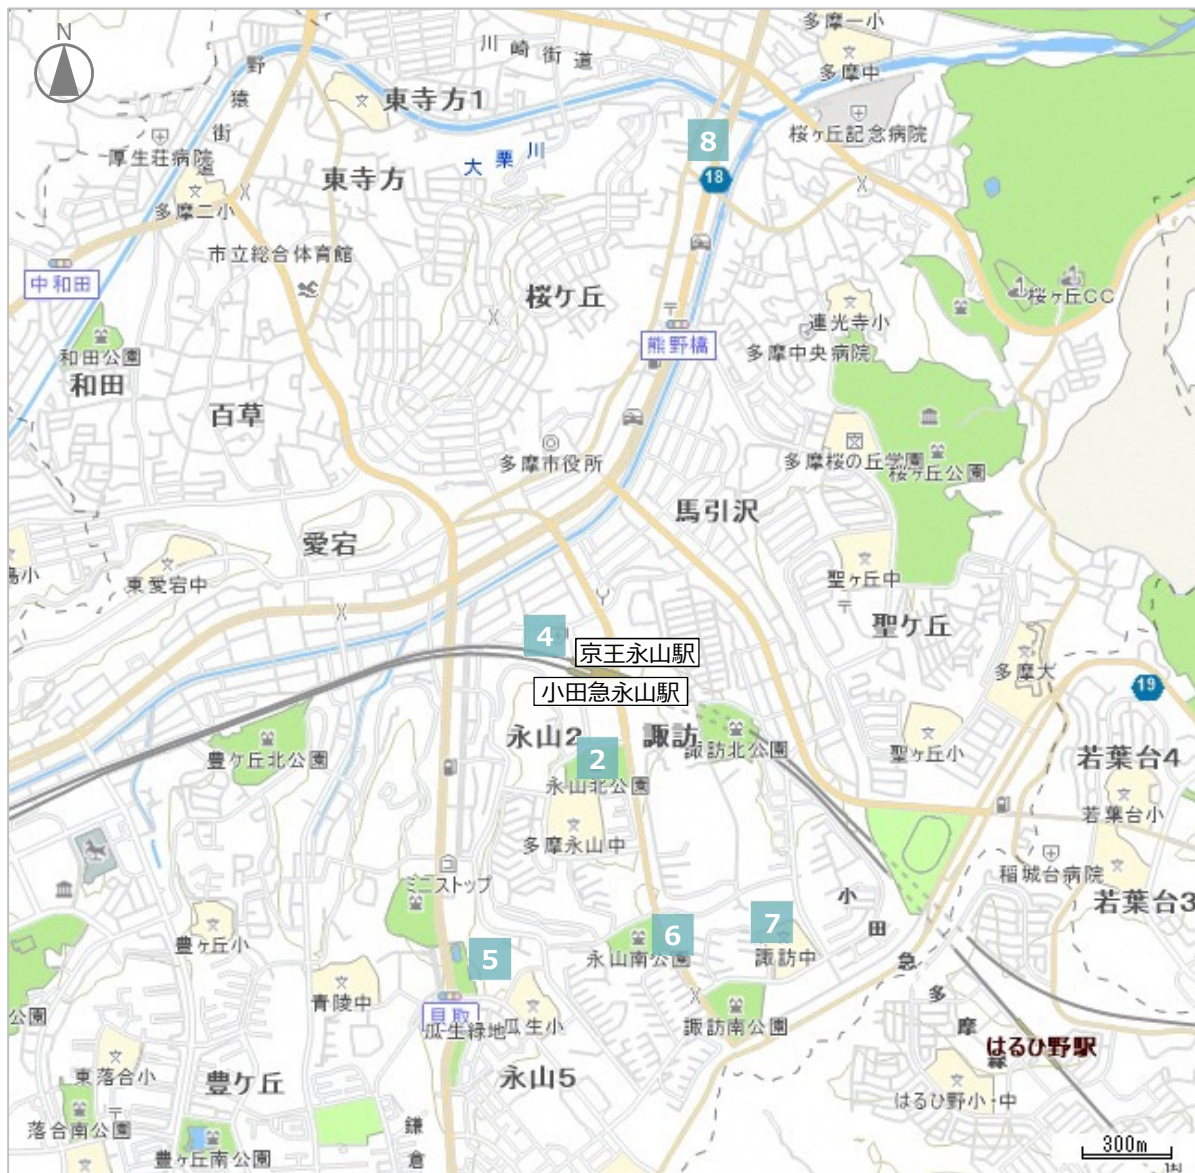 N
川崎街道
多摩一小
多摩中
野猿街道
東寺方1
桜ヶ丘記念病院
8
厚生荘病院
大栗川
18
東寺方
多摩二小
市立総合体育館
中和田
桜ケ丘
桜ヶ丘CC
連光寺小
熊野橋
多摩中央病院
和田公園
和田
百草
多摩市役所
多摩桜の丘学園
桜ヶ丘公園
馬引沢
愛宕
東愛宕中
聖ヶ丘中
聖ケ丘
4
京王永山駅
小田急永山駅
多摩大
19
永山2
諏訪
諏訪北公園
聖ヶ丘小
豊ヶ丘北公園
2
永山北公園
若葉台4
若葉台小
多摩永山中
稲城台病院
ミニストップ
小田急多摩線
若葉台3
豊ヶ丘小
7
6
諏訪中
5
永山南公園
青陵中
公園
貝取
瓜生緑地
瓜生小
諏訪南公園
はるひ野駅
東落合小
豊ケ丘
永山5
はるひ野小・中
落合南公園
鎌倉
豊ヶ丘南公園
300m